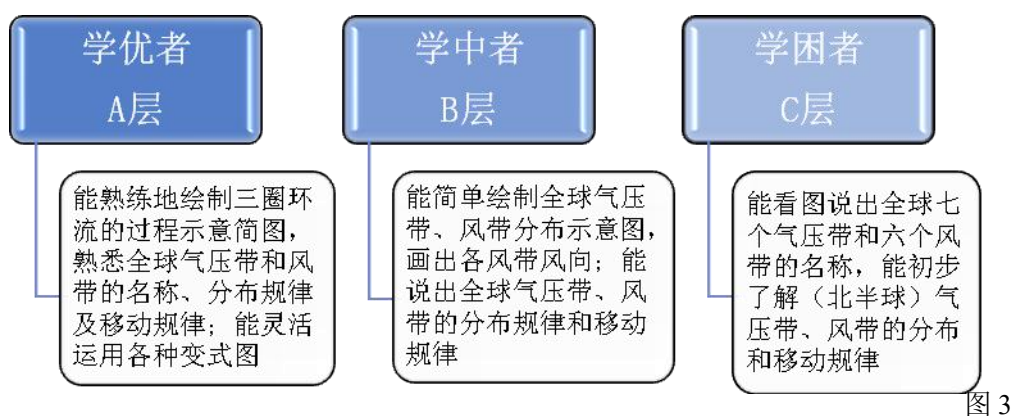 学优者
A层
学中者
B层
学困者
C层
能熟练地绘制三圈环
流的过程示意简图，
熟悉全球气压带和风
带的名称、分布规律
及移动规律；能灵活
运用各种变式图
能简单绘制全球气压
带、风带分布示意图，
画出各风带风向；能
说出全球气压带、风
带的分布规律和移动
规律
能看图说出全球七
个气压带和六个风
带的名称，能初步
了解（北半球）气
压带、风带的分布
和移动规律
图 3